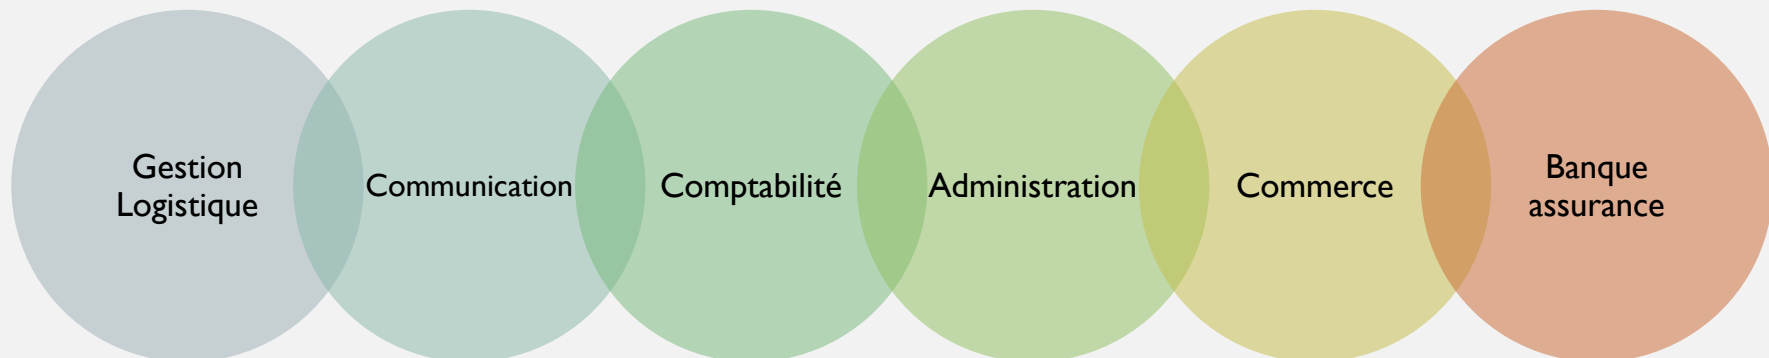 Gestion
Logistique
Communication
Comptabilité
Administration
Commerce
Banque
assurance